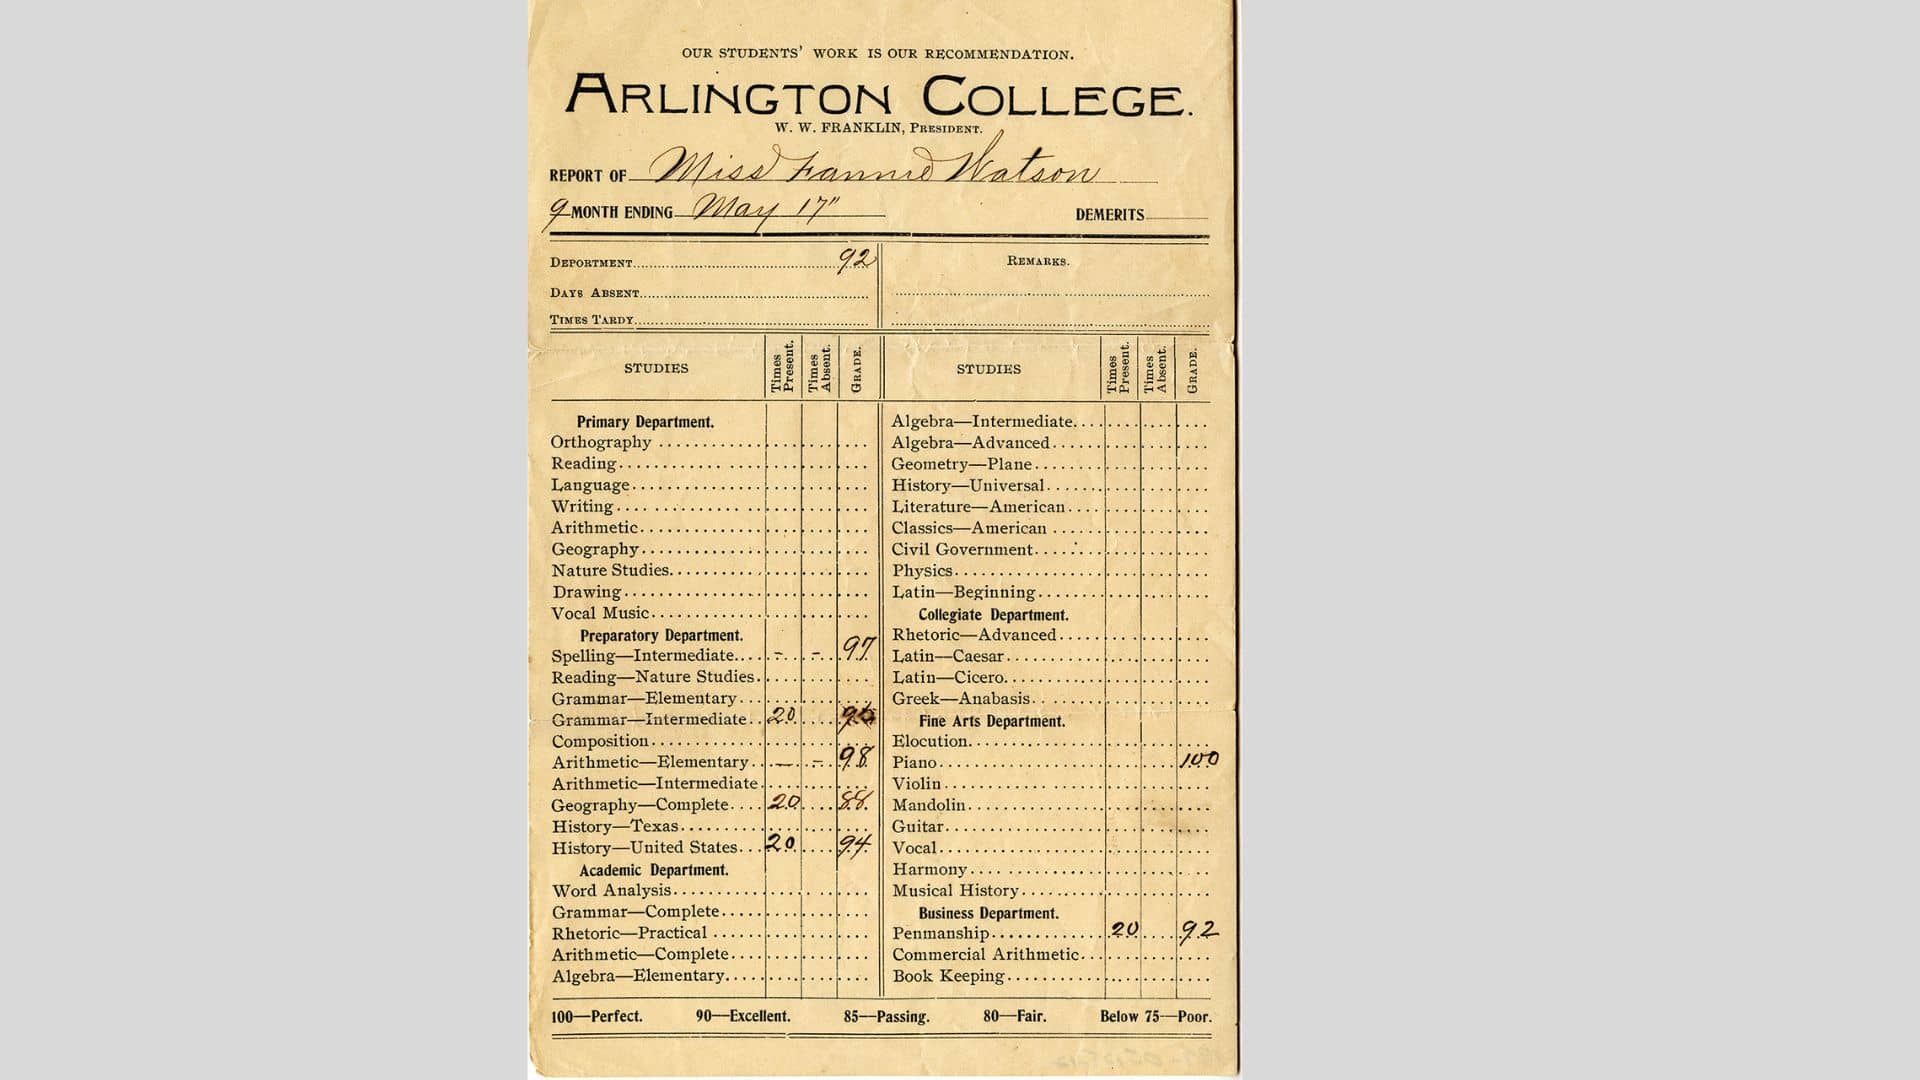 OUR STUDENTS' WORK IS OUR RECOMMENDATION.
ARLINGTON COLLEGE.
W. W. FRANKLIN, PRESIDENT.
REPORT OF Miss Fannie Watson
9 MONTH ENDING May 17" DEMERITS
DEPORTMENT 92 REMARKS.
DAYS ABSENT
TIMES TARDY
STUDIES Times Present. Times Absent. GRADE. STUDIES Times Present. Times Absent. GRADE.
Primary Department.
Orthography
Reading
Language
Writing
Arithmetic
Geography
Nature Studies
Drawing
Vocal Music
Preparatory Department.
Spelling—Intermediate - - 97
Reading—Nature Studies
Grammar—Elementary
Grammar—Intermediate 20
Composition
Arithmetic—Elementary — - 98
Arithmetic—Intermediate
Geography—Complete 20 88
History—Texas
History—United States 20 94
Academic Department.
Word Analysis
Grammar—Complete
Rhetoric—Practical
Arithmetic—Complete
Algebra—Elementary
Algebra—Intermediate
Algebra—Advanced
Geometry—Plane
History—Universal
Literature—American
Classics—American
Civil Government
Physics
Latin—Beginning
Collegiate Department.
Rhetoric—Advanced
Latin—Caesar
Latin—Cicero
Greek—Anabasis
Fine Arts Department.
Elocution
Piano 100
Violin
Mandolin
Guitar
Vocal
Harmony
Musical History
Business Department.
Penmanship 20 92
Commercial Arithmetic
Book Keeping
100—Perfect. 90—Excellent. 85—Passing. 80—Fair. Below 75—Poor.